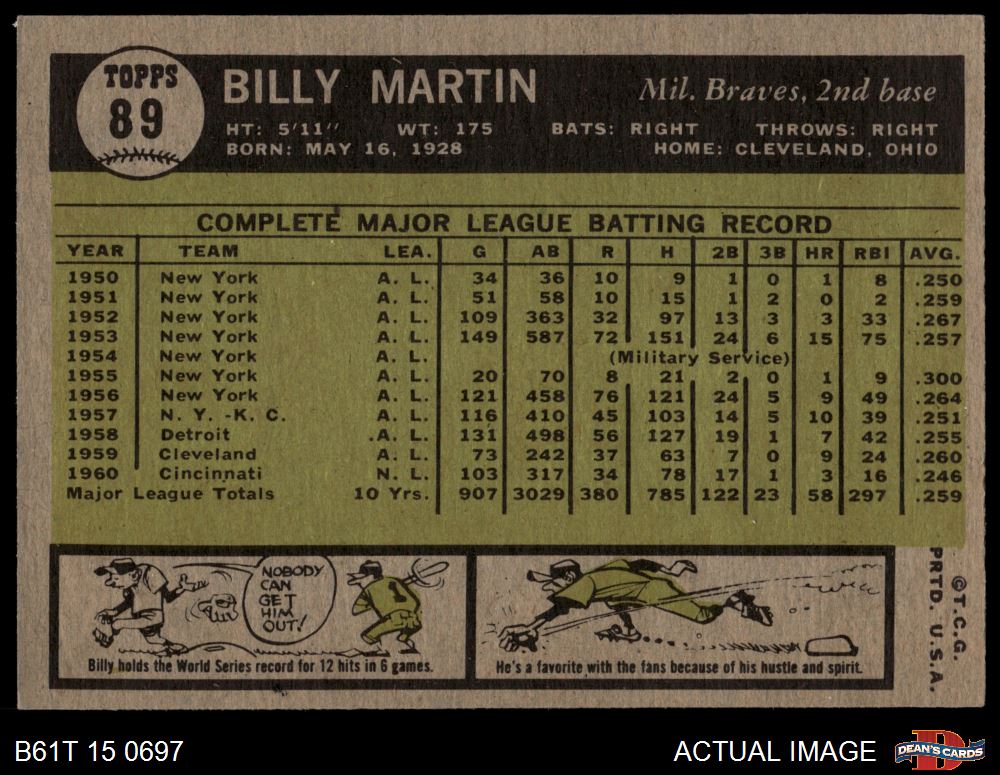 TOPPS
89
BILLY MARTIN
Mil. Braves, 2nd base
HT: 5'11" WT: 175 BATS: RIGHT THROWS: RIGHT
BORN: MAY 16, 1928 HOME: CLEVELAND, OHIO
COMPLETE MAJOR LEAGUE BATTING RECORD
YEAR TEAM LEA. G AB R H 2B 3B HR RBI AVG.
1950 New York A. L. 34 36 10 9 1 0 1 8 .250
1951 New York A. L. 51 58 10 15 1 2 0 2 .259
1952 New York A. L. 109 363 32 97 13 3 3 33 .267
1953 New York A. L. 149 587 72 151 24 6 15 75 .257
1954 New York A. L. (Military Service)
1955 New York A. L. 20 70 8 21 2 0 1 9 .300
1956 New York A. L. 121 458 76 121 24 5 9 49 .264
1957 N. Y. -K. C. A. L. 116 410 45 103 14 5 10 39 .251
1958 Detroit .A. L. 131 498 56 127 19 1 7 42 .255
1959 Cleveland A. L. 73 242 37 63 7 0 9 24 .260
1960 Cincinnati N. L. 103 317 34 78 17 1 3 16 .246
Major League Totals 10 Yrs. 907 3029 380 785 122 23 58 297 .259
NOBODY
CAN
GET
HIM
OUT!
1
Billy holds the World Series record for 12 hits in 6 games.
He's a favorite with the fans because of his hustle and spirit.
©T.C.G.
PRTD. U.S.A.
B61T 15 0697
ACTUAL IMAGE
D
DEAN'S CARDS